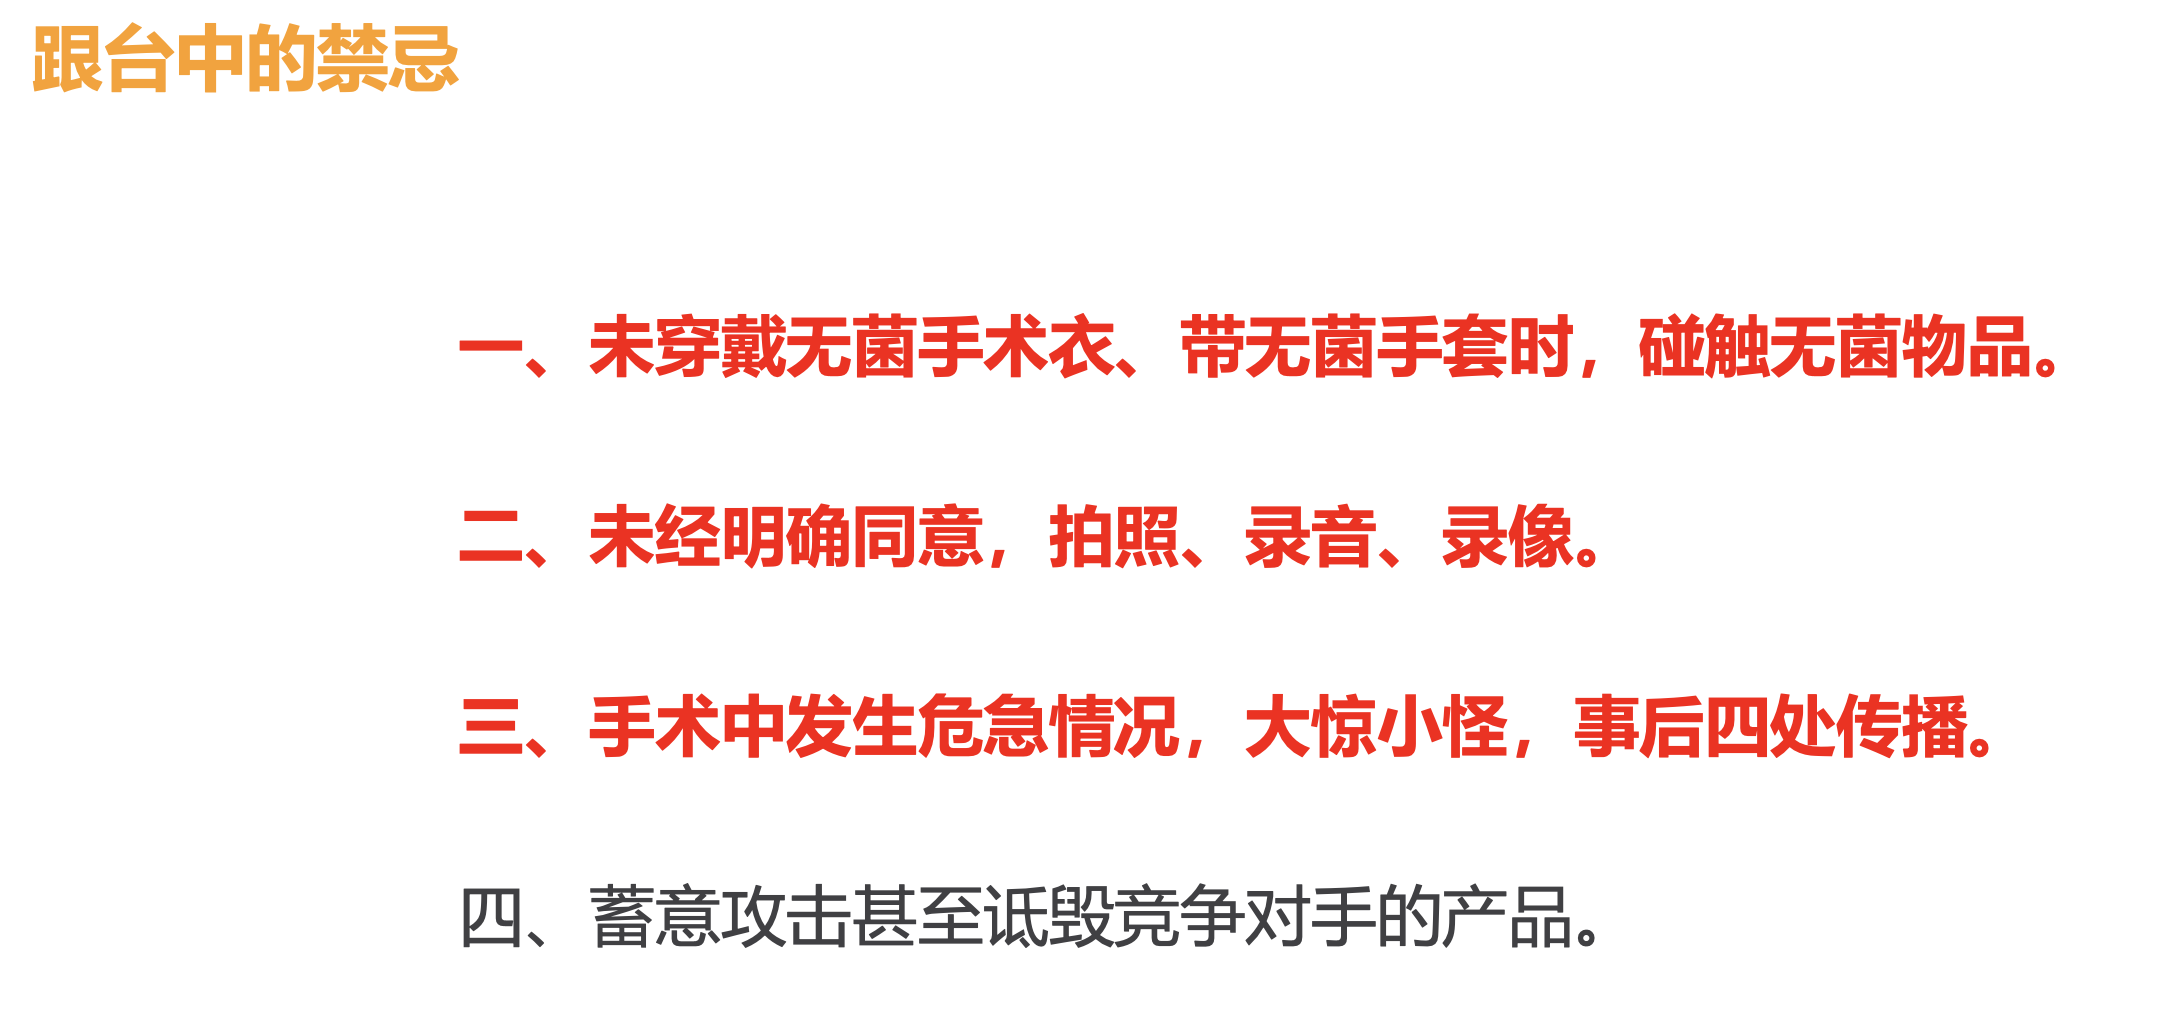 跟台中的禁忌
一、未穿戴无菌手术衣、带无菌手套时，碰触无菌物品。
二、未经明确同意，拍照、录音、录像。
三、手术中发生危急情况，大惊小怪，事后四处传播。
四、蓄意攻击甚至诋毁竞争对手的产品。